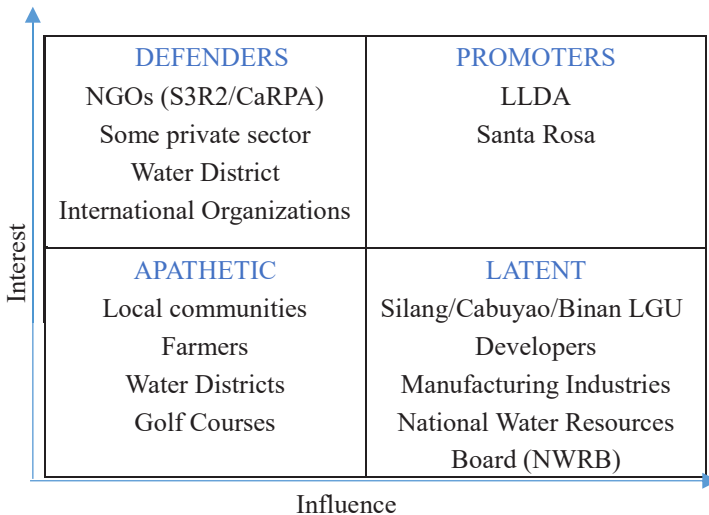 DEFENDERS
NGOs (S3R2/CaRPA)
Some private sector
Water District
International Organizations
PROMOTERS
LLDA
Santa Rosa
Interest
APATHETIC
Local communities
Farmers
Water Districts
Golf Courses
LATENT
Silang/Cabuyao/Binan LGU
Developers
Manufacturing Industries
National Water Resources
Board (NWRB)
Influence